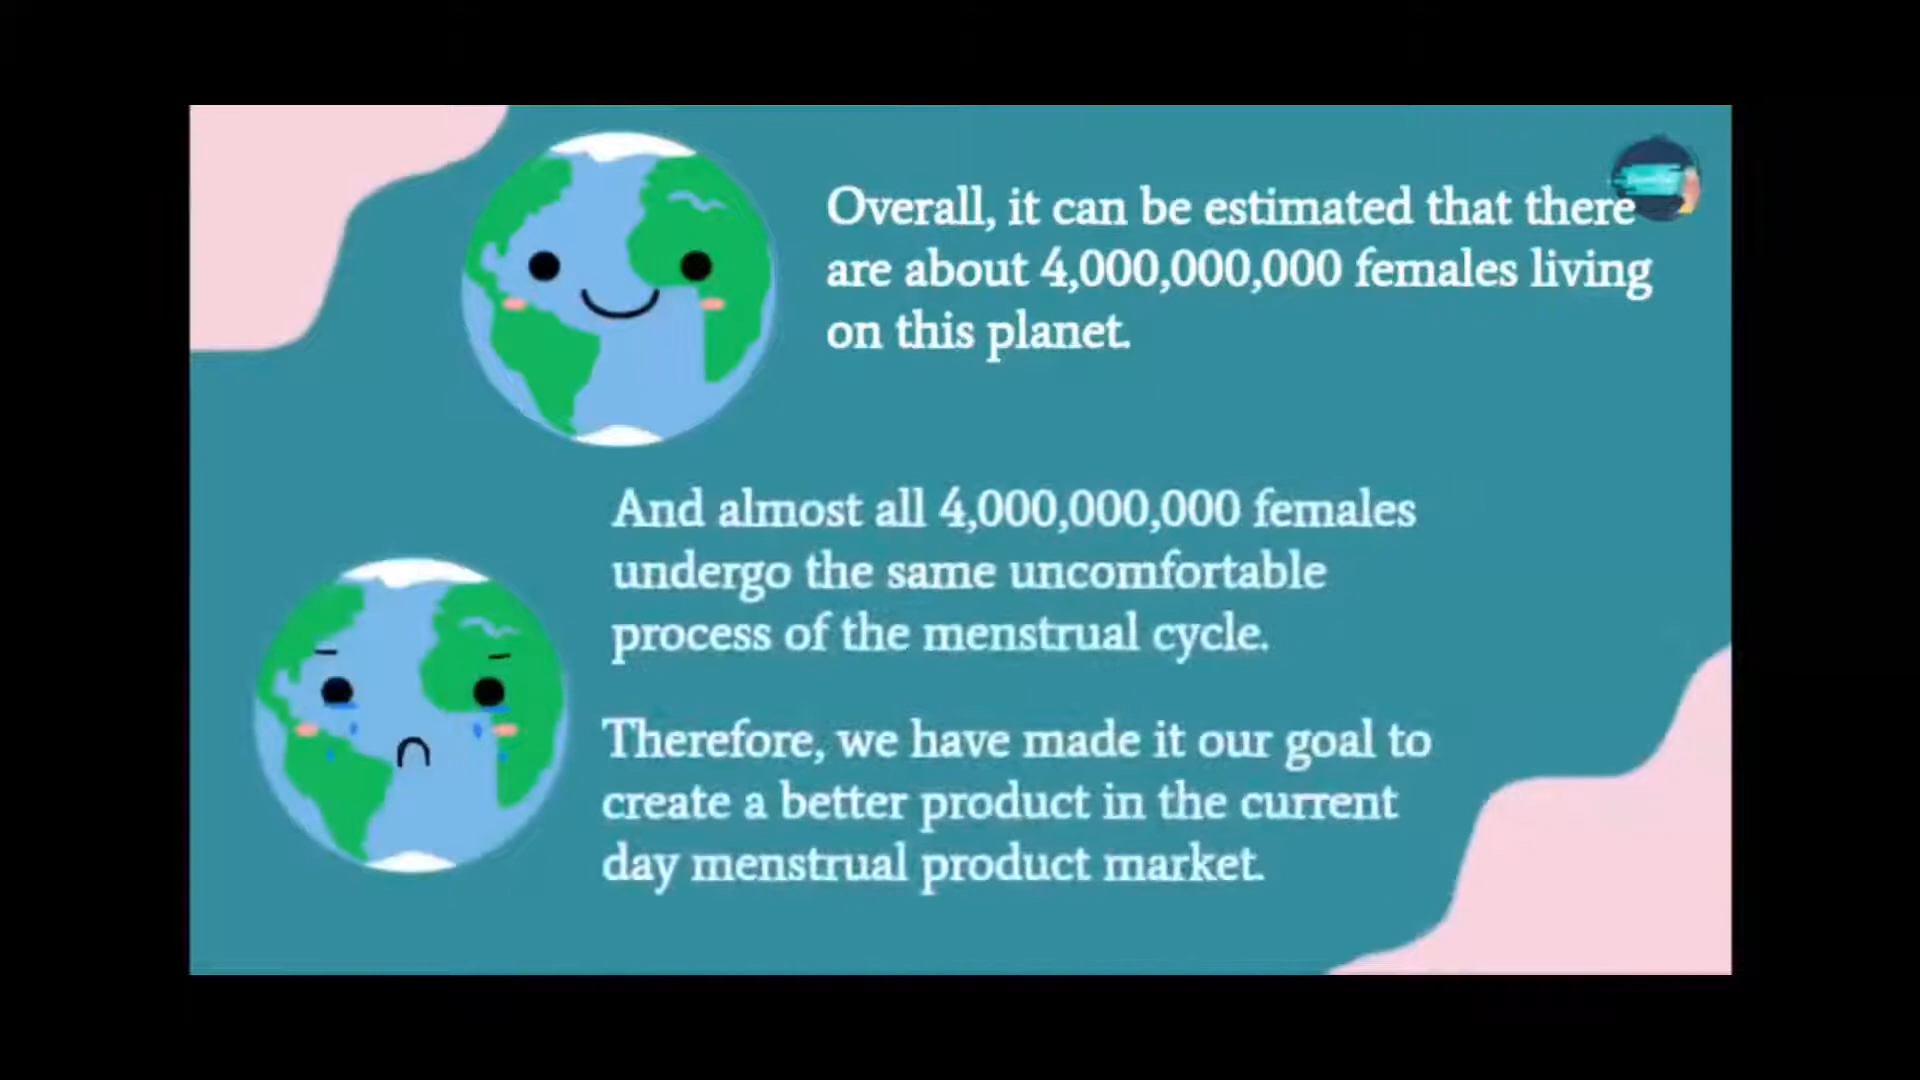 Overall, it can be estimated that there
are about 4,000,000,000 females living
on this planet.
And almost all 4,000,000,000 females
undergo the same uncomfortable
process of the menstrual cycle.
Therefore, we have made it our goal to
create a better product in the current
day menstrual product market.